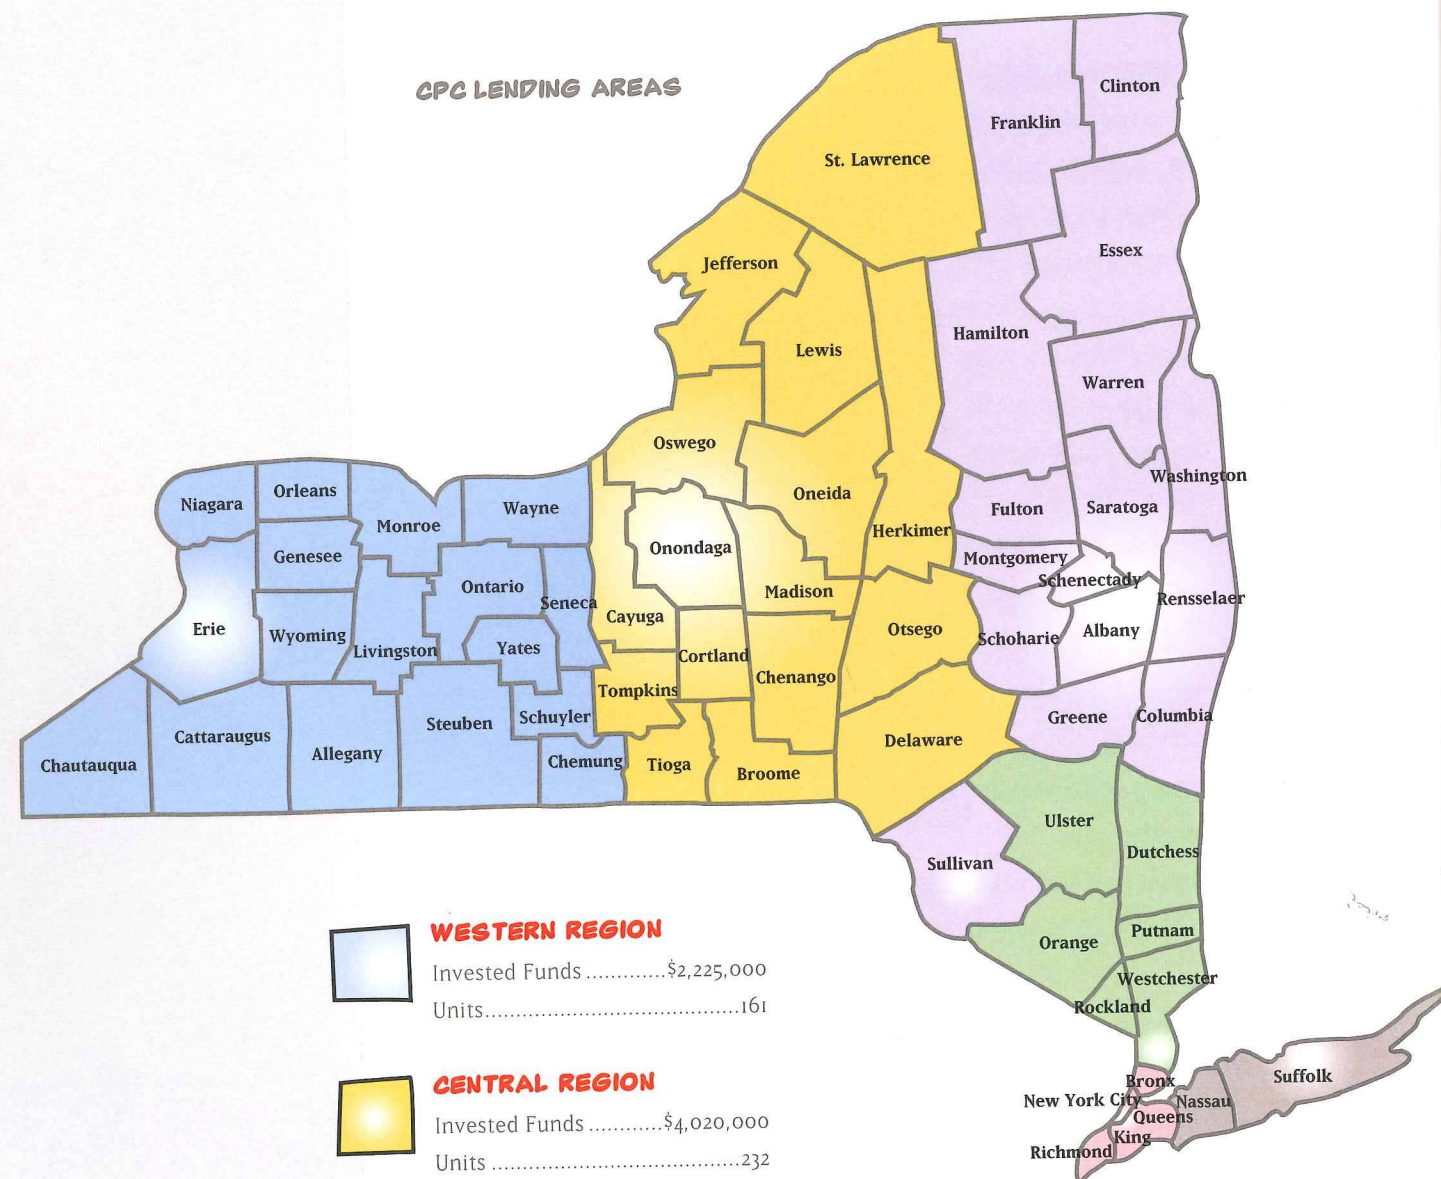 CPC LENDING AREAS
Clinton
Franklin
St. Lawrence
Essex
Jefferson
Hamilton
Lewis
Warren
Oswego
Washington
Niagara
Orleans
Oneida
Wayne
Saratoga
Fulton
Monroe
Herkimer
Onondaga
Genesee
Montgomery
Schenectady
Ontario
Madison
Rensselaer
Seneca
Cayuga
Erie
Otsego
Albany
Wyoming
Schoharie
Yates
Livingston
Cortland
Chenango
Tompkins
Columbia
Greene
Schuyler
Steuben
Cattaraugus
Delaware
Allegany
Chemung
Tioga
Chautauqua
Broome
Ulster
Dutchess
Sullivan
Putnam
Orange
Westchester
Rockland
Suffolk
Bronx
New York City
Nassau
Queens
King
Richmond
WESTERN REGION
Invested Funds ............$2,225,000
Units.........................................161
CENTRAL REGION
Invested Funds ............$4,020,000
Units ........................................232